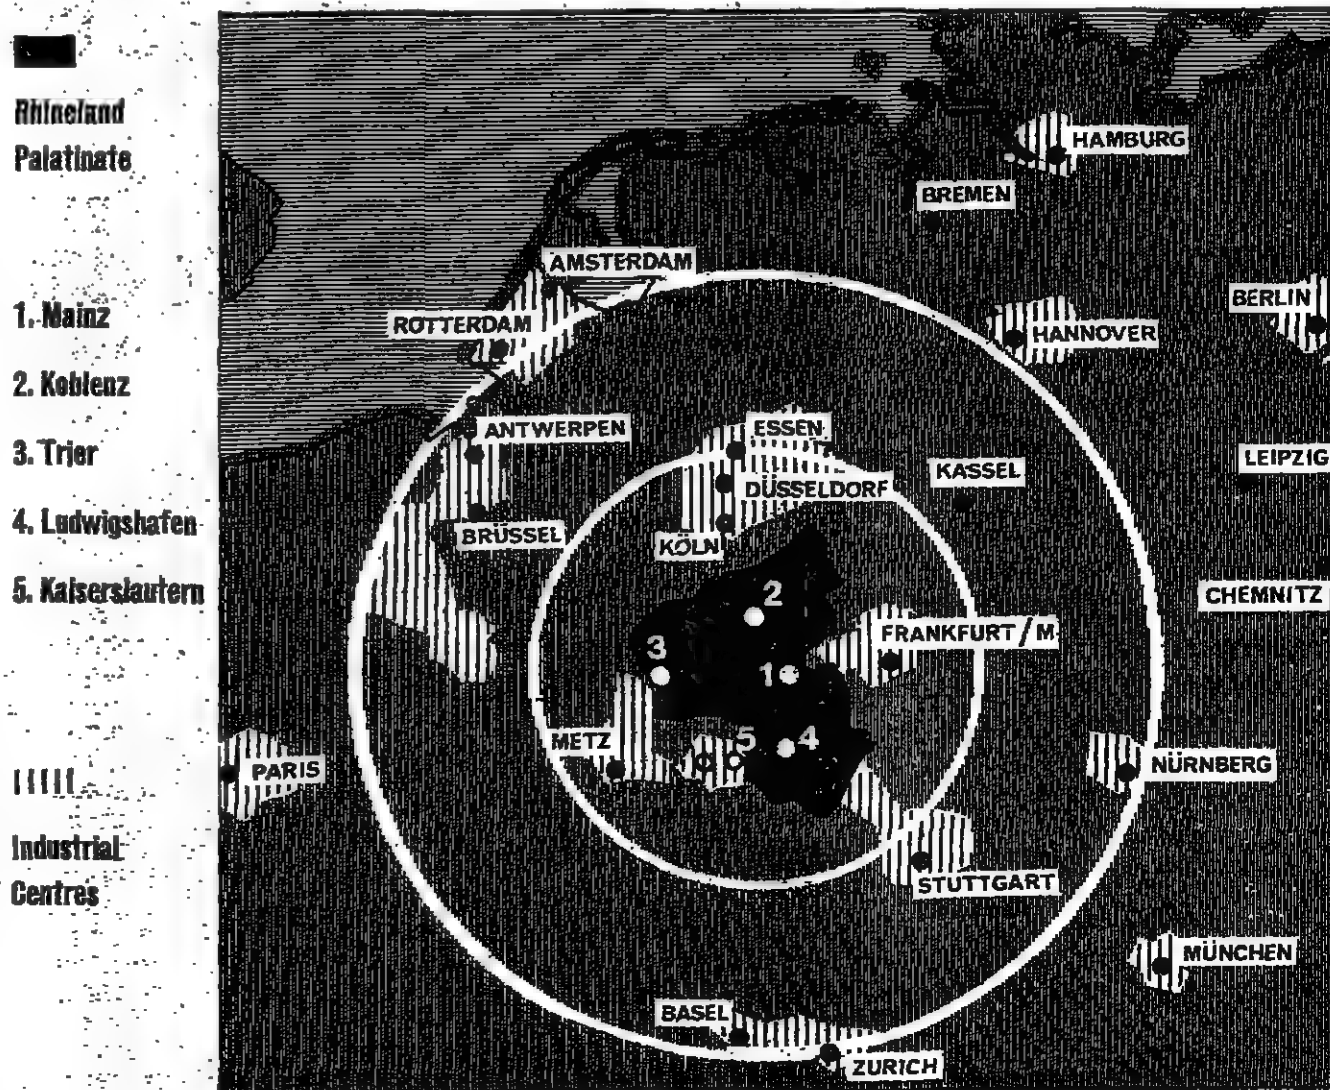 Rhineland
Palatinate
1. Mainz
2. Koblenz
3. Trier
4. Ludwigshafen
5. Kaiserslautern
Industrial
Centres
HAMBURG
BREMEN
AMSTERDAM
BERLIN
ROTTERDAM
HANNOVER
ANTWERPEN
ESSEN
KASSEL
LEIPZIG
DÜSSELDORF
BRÜSSEL
KÖLN
2
CHEMNITZ
FRANKFURT/M
3
1
METZ
5
4
PARIS
NÜRNBERG
STUTTGART
MÜNCHEN
BASEL
ZURICH